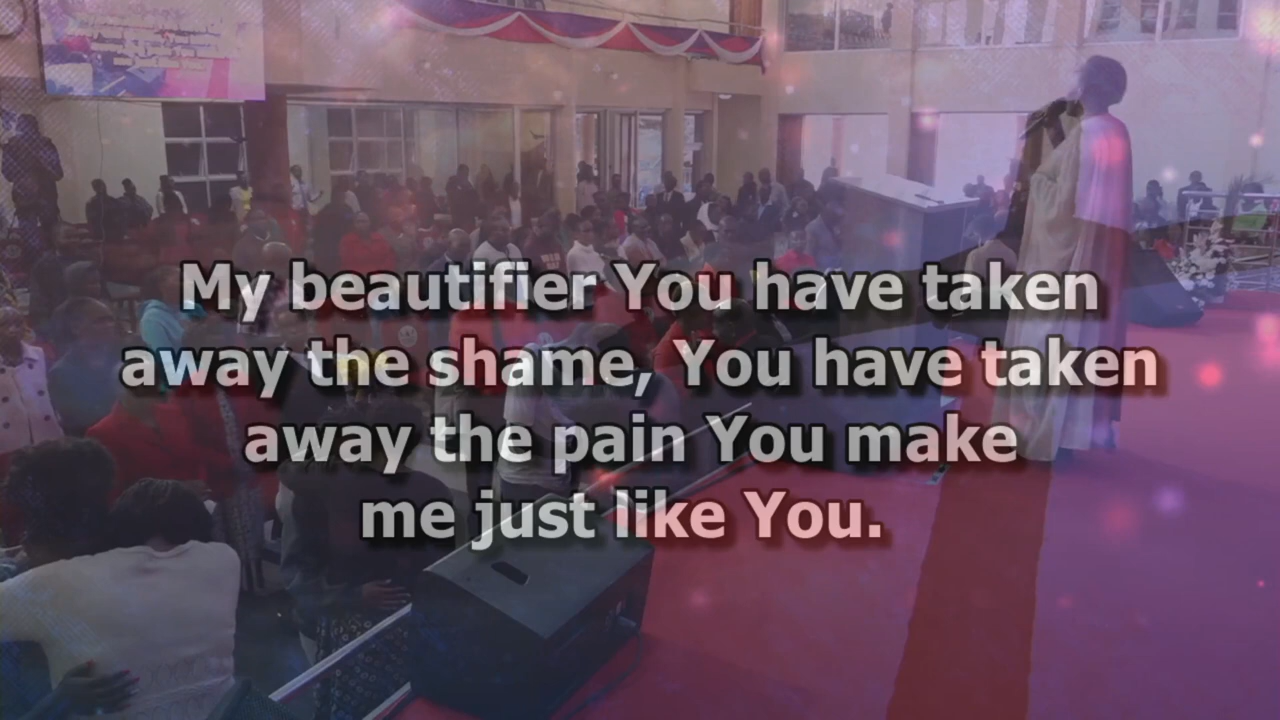 My beautifier You have taken
away the shame, You have taken
away the pain You make
me just like You.